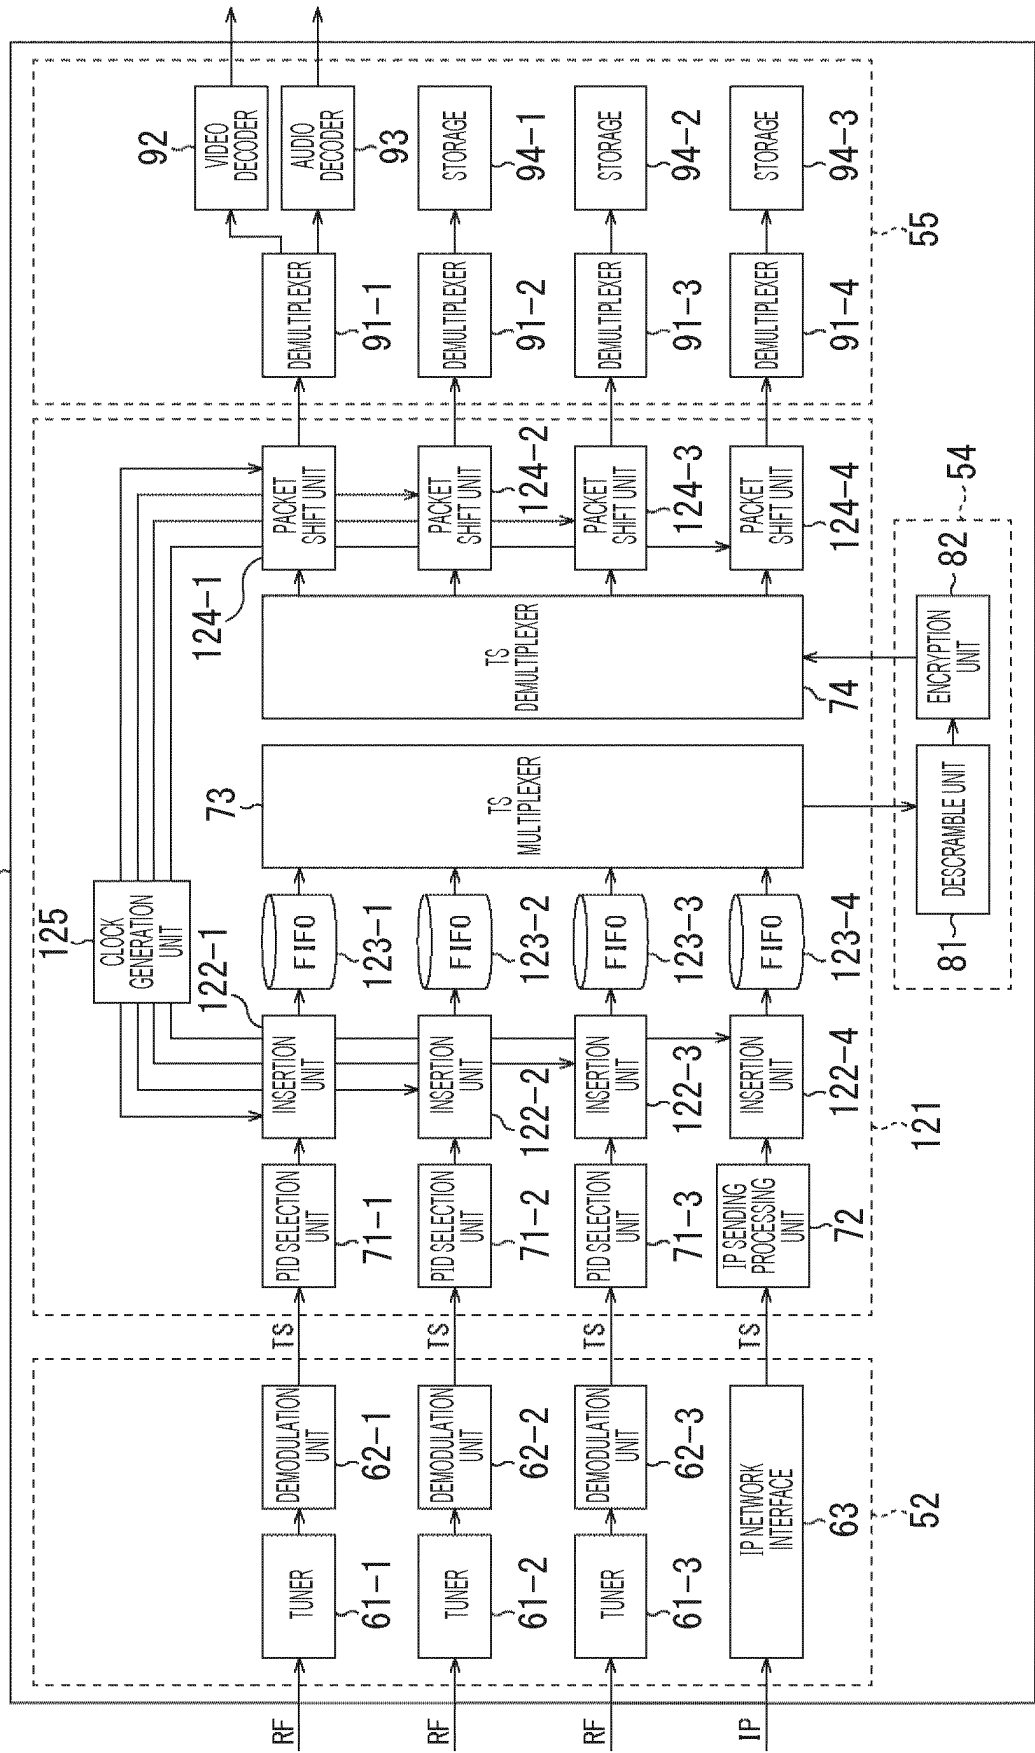 RF
TUNER
61-1
DEMODULATION
UNIT
62-1
TS
PID SELECTION
UNIT
71-1
INSERTION
UNIT
122-1
FIFO
123-1
CLOCK
GENERATION
UNIT
125
TS
MULTIPLEXER
73
TS
DEMULTIPLEXER
74
PACKET
SHIFT UNIT
124-1
DEMULTIPLEXER
91-1
VIDEO
DECODER
92
AUDIO
DECODER
93
RF
TUNER
61-2
DEMODULATION
UNIT
62-2
TS
PID SELECTION
UNIT
71-2
INSERTION
UNIT
122-2
FIFO
123-2
PACKET
SHIFT UNIT
124-2
DEMULTIPLEXER
91-2
STORAGE
94-1
RF
TUNER
61-3
DEMODULATION
UNIT
62-3
TS
PID SELECTION
UNIT
71-3
INSERTION
UNIT
122-3
FIFO
123-3
PACKET
SHIFT UNIT
124-3
DEMULTIPLEXER
91-3
STORAGE
94-2
IP
IP NETWORK
INTERFACE
63
TS
IP SENDING
PROCESSING
UNIT
72
INSERTION
UNIT
122-4
FIFO
123-4
PACKET
SHIFT UNIT
124-4
DEMULTIPLEXER
91-4
STORAGE
94-3
52
121
55
DESCRAMBLE UNIT
81
ENCRYPTION
UNIT
82
54